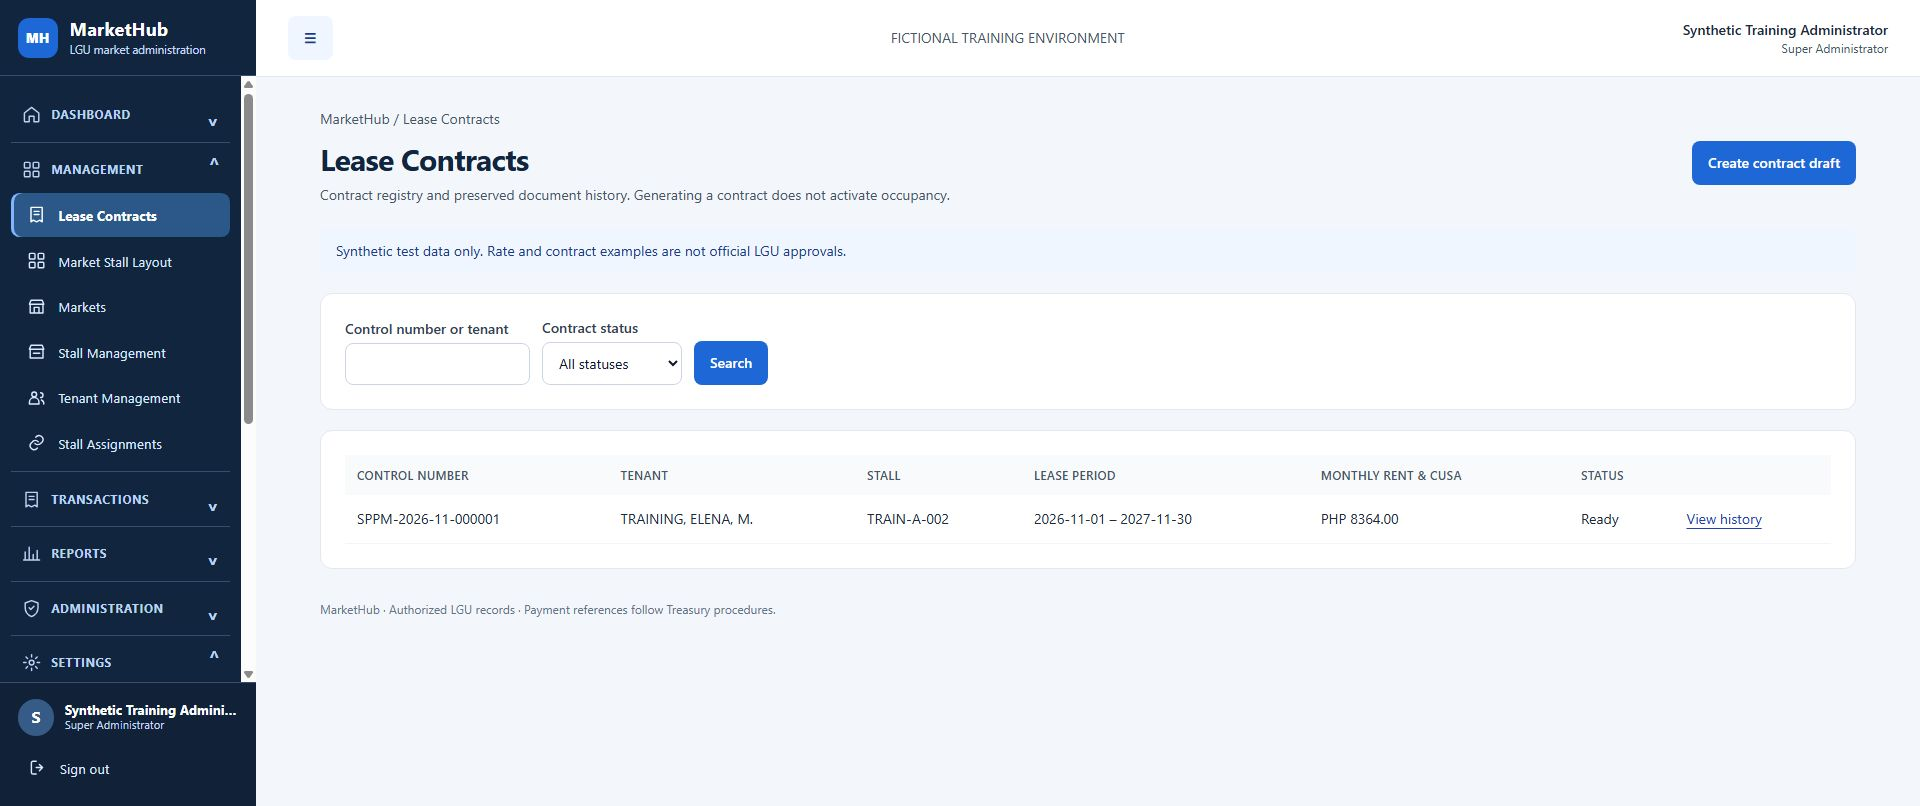 MH
MarketHub
LGU market administration
DASHBOARD
MANAGEMENT
Lease Contracts
Market Stall Layout
Markets
Stall Management
Tenant Management
Stall Assignments
TRANSACTIONS
REPORTS
ADMINISTRATION
SETTINGS
S
Synthetic Training Admini...
Super Administrator
Sign out
FICTIONAL TRAINING ENVIRONMENT
Synthetic Training Administrator
Super Administrator
MarketHub / Lease Contracts
Lease Contracts
Create contract draft
Contract registry and preserved document history. Generating a contract does not activate occupancy.
Synthetic test data only. Rate and contract examples are not official LGU approvals.
Control number or tenant Contract status
All statuses Search
CONTROL NUMBER TENANT STALL LEASE PERIOD MONTHLY RENT & CUSA STATUS
SPPM-2026-11-000001 TRAINING, ELENA, M. TRAIN-A-002 2026-11-01 – 2027-11-30 PHP 8364.00 Ready View history
MarketHub · Authorized LGU records · Payment references follow Treasury procedures.